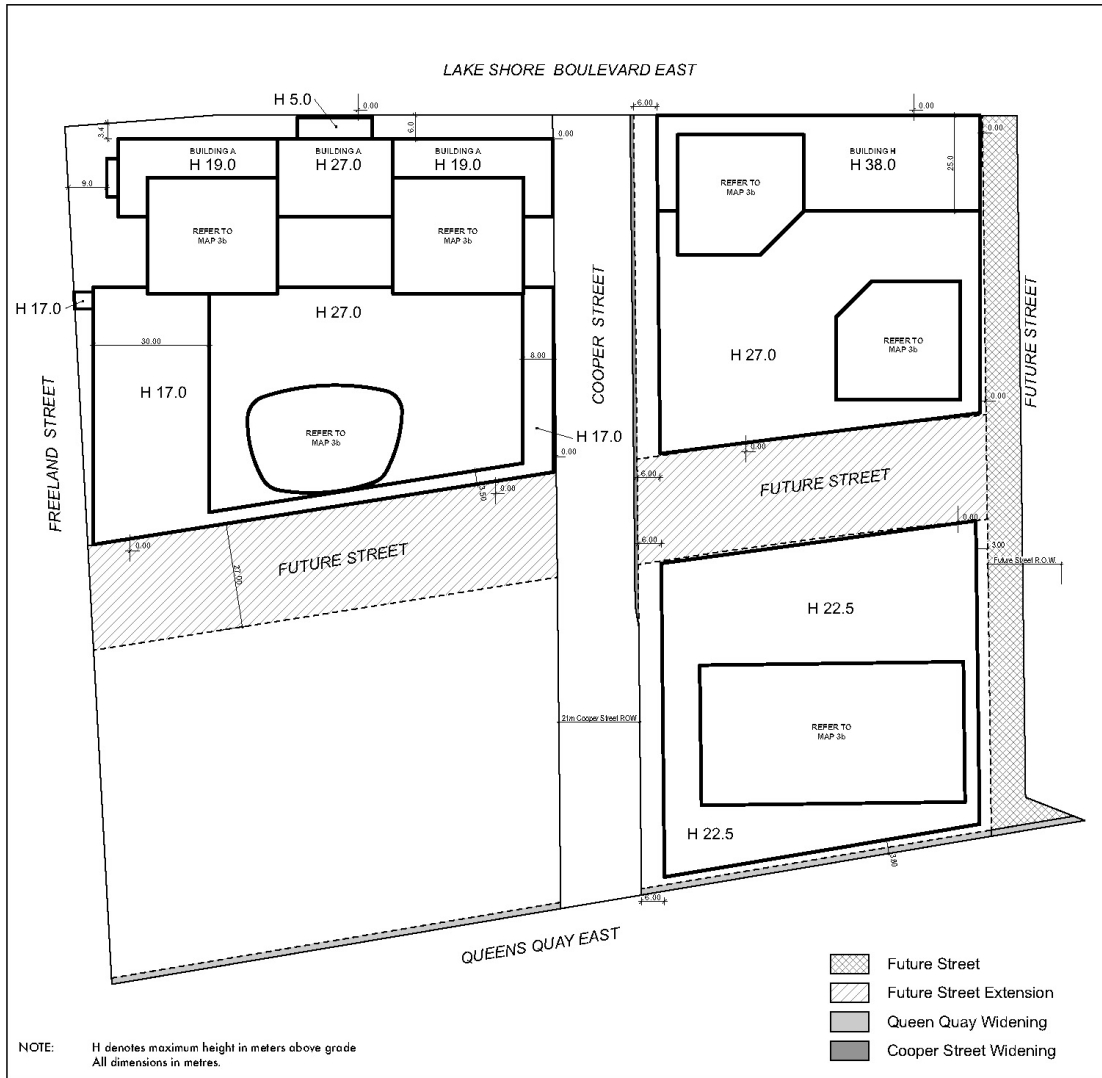 LAKE SHORE BOULEVARD EAST
H 5.0
0.00
6.00
0.00
3.4
6.0
0.00
0.00
BUILDING A
H 19.0
BUILDING A
H 27.0
BUILDING A
H 19.0
BUILDING H
H 38.0
25.0
9.0
REFER TO
MAP 3b
REFER TO
MAP 3b
REFER TO
MAP 3b
H 17.0
H 27.0
COOPER STREET
FUTURE STREET
30.00
8.00
REFER TO
MAP 3b
H 27.0
H 17.0
FREELAND STREET
REFER TO
MAP 3b
H 17.0
0.00
0.00
0.00
3.50
0.00
6.00
FUTURE STREET
0.00
FUTURE STREET
27.00
0.00
6.00
3.00
Future Street R.O.W.
H 22.5
21m Cooper Street ROW
REFER TO
MAP 3b
H 22.5
3.80
6.00
QUEENS QUAY EAST
Future Street
Future Street Extension
Queen Quay Widening
Cooper Street Widening
NOTE: H denotes maximum height in meters above grade
All dimensions in metres.